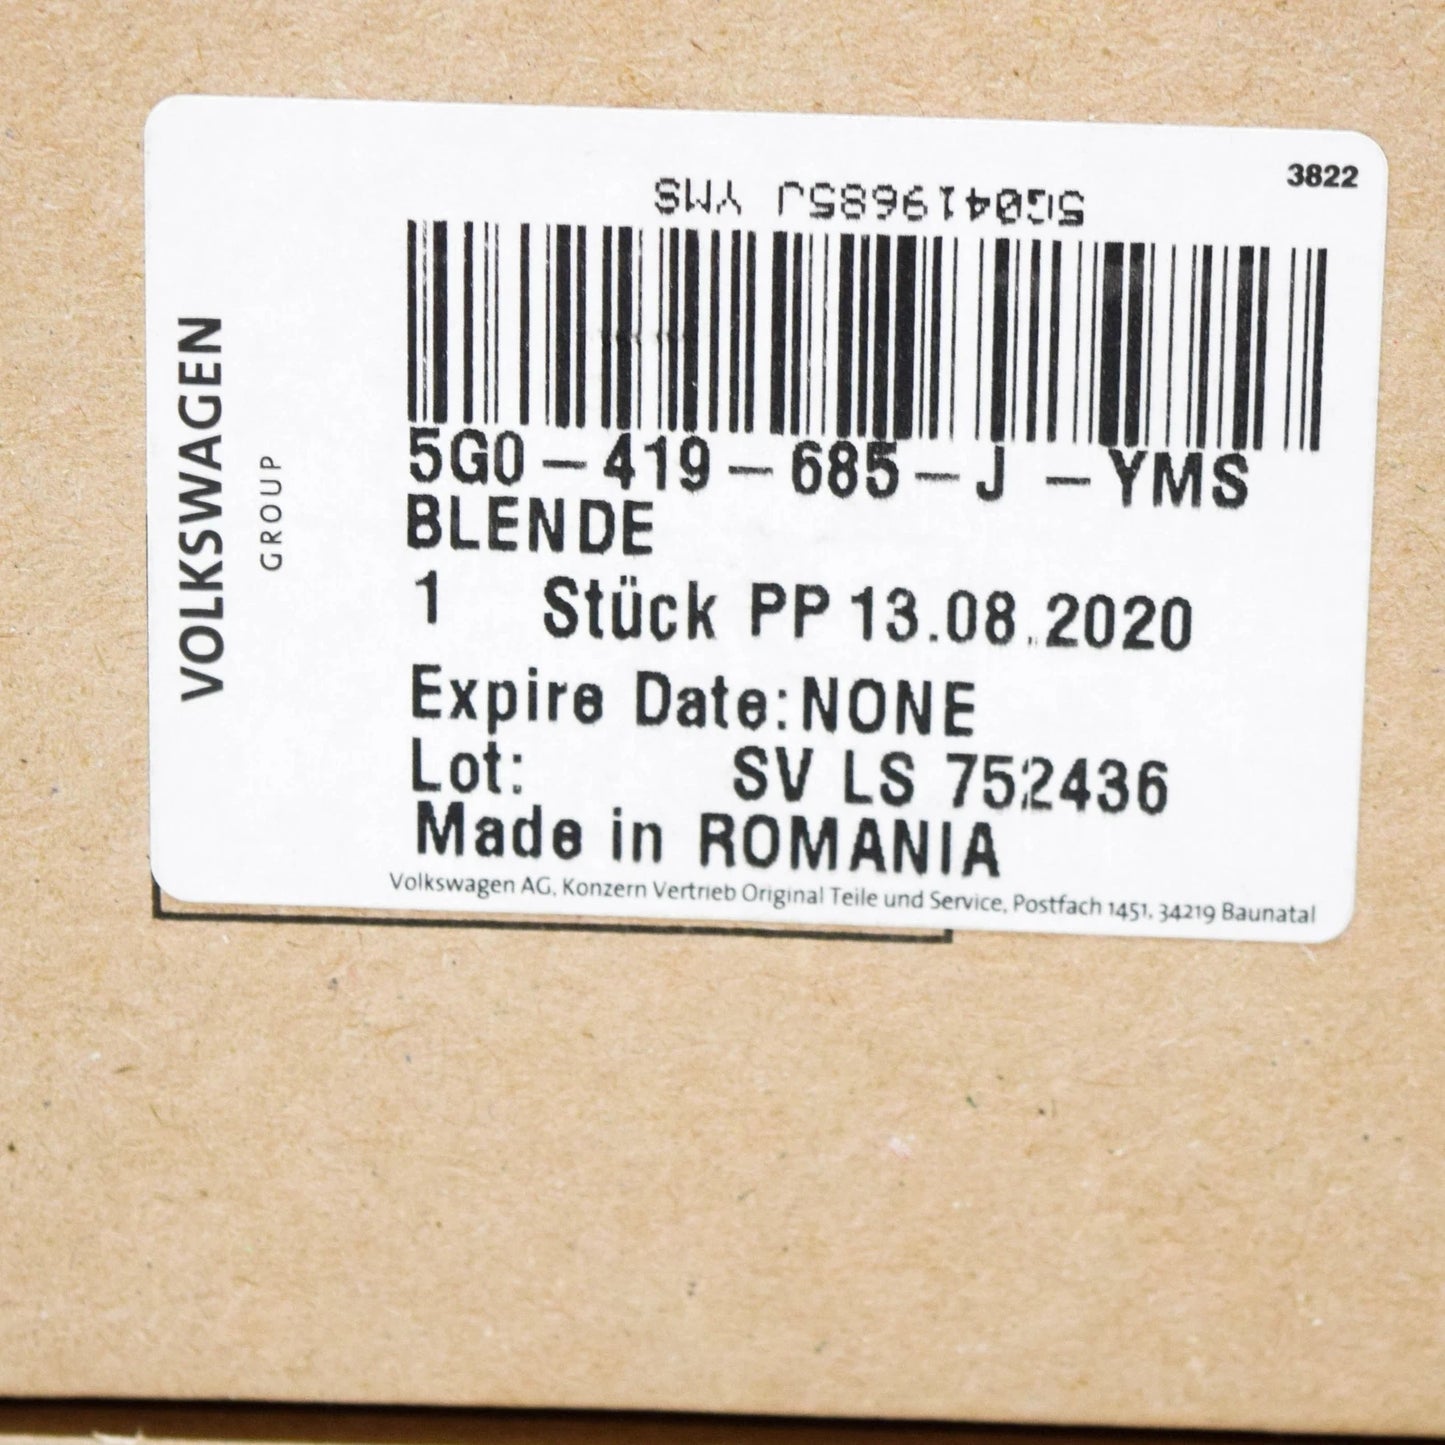 3822
5G0419685J YMS
5G0-419-685-J-YMS
BLENDE
1 Stück PP 13.08.2020
Expire Date:NONE
Lot: SV LS 752436
Made in ROMANIA
Volkswagen AG, Konzern Vertrieb Original Teile und Service, Postfach 1451, 34219 Baunatal
VOLKSWAGEN
GROUP